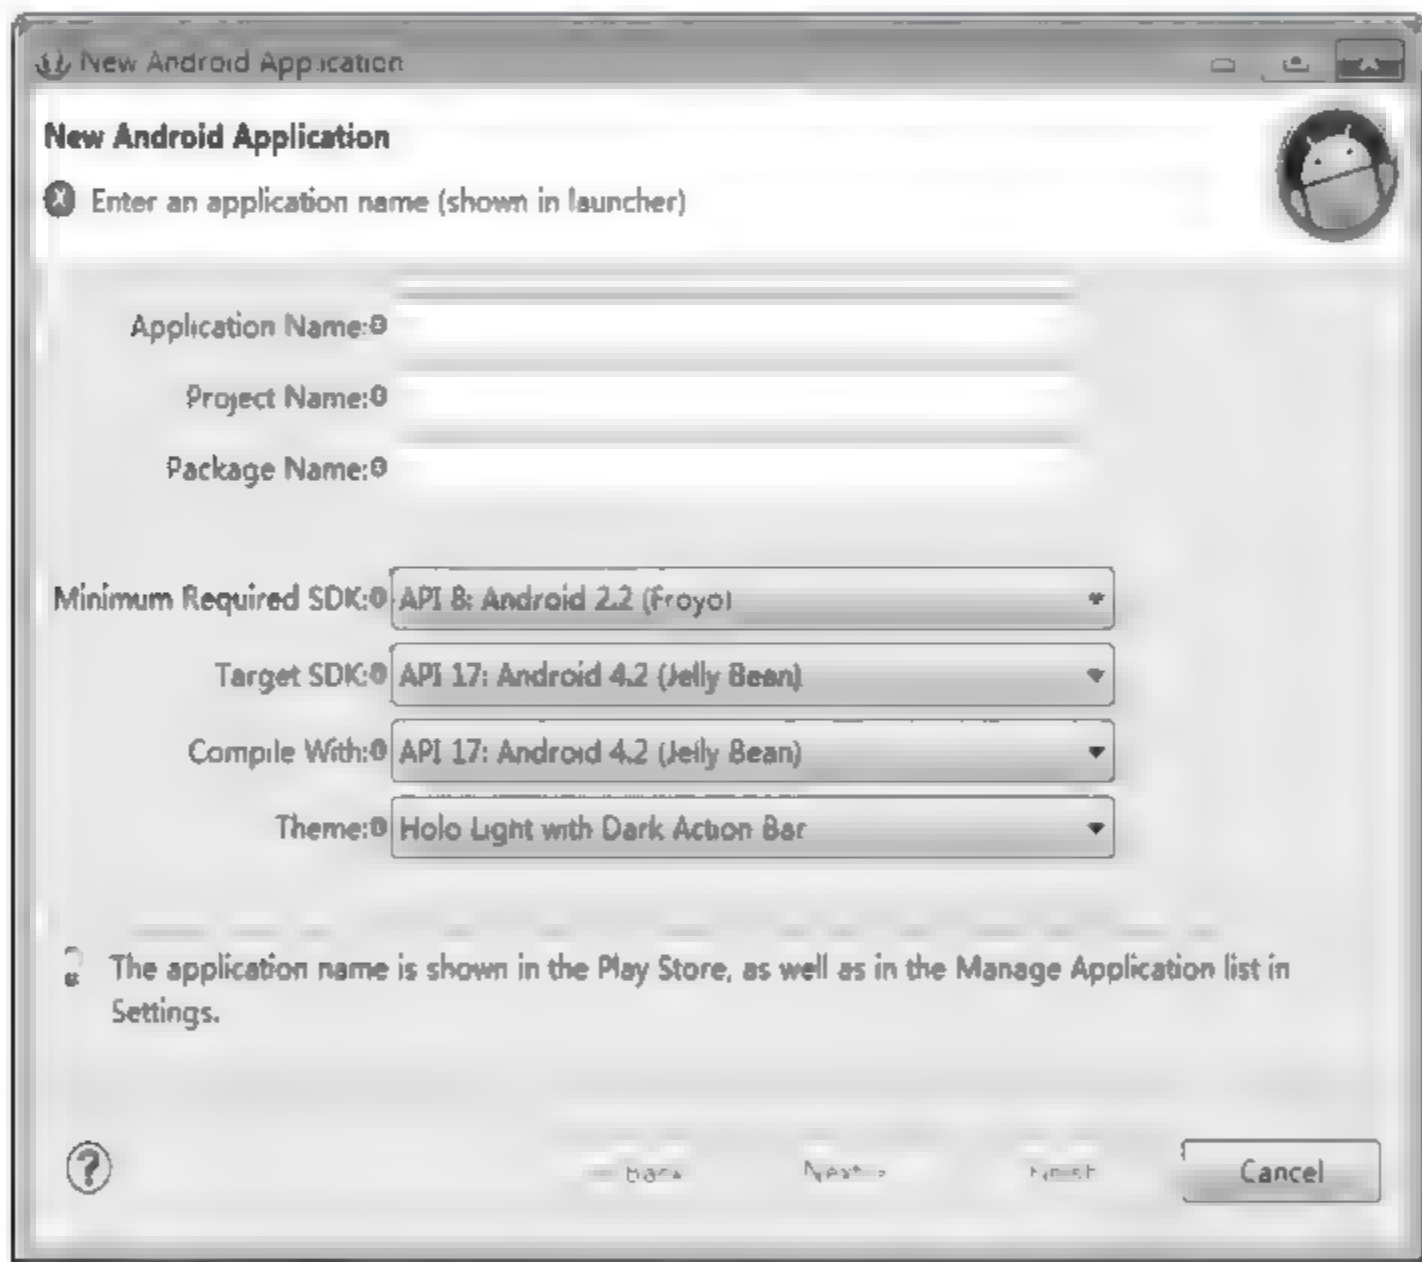 New Android Application
New Android Application
Enter an application name (shown in launcher)
Application Name:
Project Name:
Package Name:
Minimum Required SDK: API 8: Android 2.2 (Froyo)
Target SDK: API 17: Android 4.2 (Jelly Bean)
Compile With: API 17: Android 4.2 (Jelly Bean)
Theme: Holo Light with Dark Action Bar
The application name is shown in the Play Store, as well as in the Manage Application list in
Settings.
? < Back Next > Finish Cancel